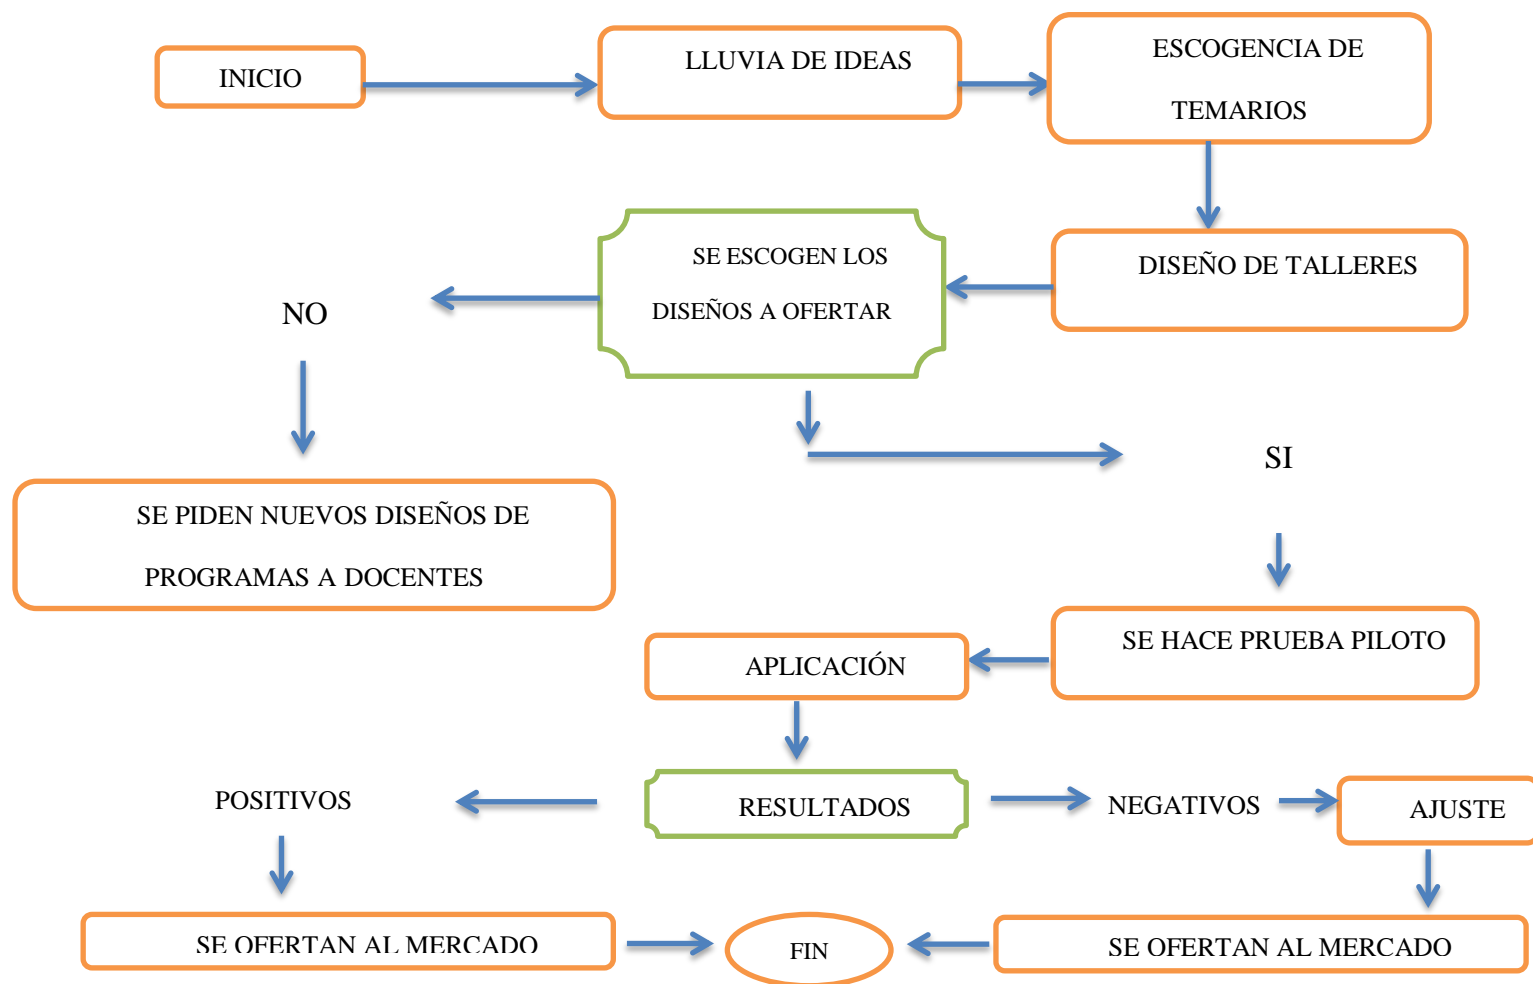 INICIO
LLUVIA DE IDEAS
ESCOGENCIA DE
TEMARIOS
DISEÑO DE TALLERES
SE ESCOGEN LOS
DISEÑOS A OFERTAR
NO
SI
SE PIDEN NUEVOS DISEÑOS DE
PROGRAMAS A DOCENTES
SE HACE PRUEBA PILOTO
APLICACIÓN
RESULTADOS
POSITIVOS
NEGATIVOS
AJUSTE
SE OFERTAN AL MERCADO
FIN
SE OFERTAN AL MERCADO